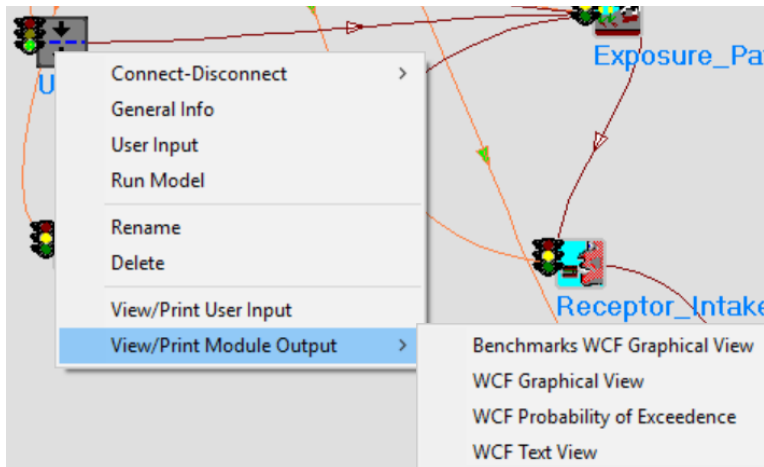 Exposure_Pa
U
Connect-Disconnect
General Info
User Input
Run Model
Rename
Delete
View/Print User Input
View/Print Module Output
Receptor_Intake
Benchmarks WCF Graphical View
WCF Graphical View
WCF Probability of Exceedence
WCF Text View